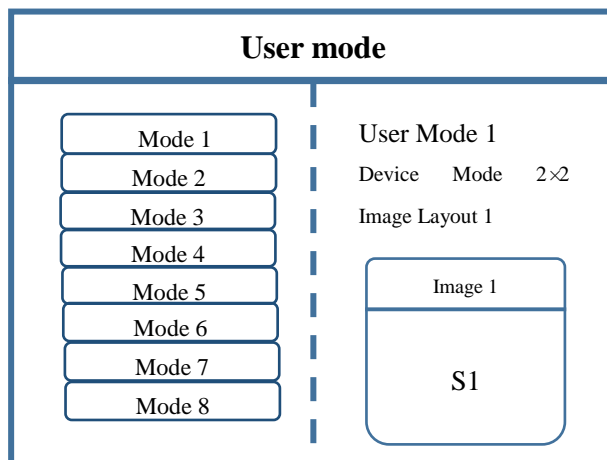 User mode
Mode 1
Mode 2
Mode 3
Mode 4
Mode 5
Mode 6
Mode 7
Mode 8
User Mode 1
Device Mode 2×2
Image Layout 1
Image 1
S1